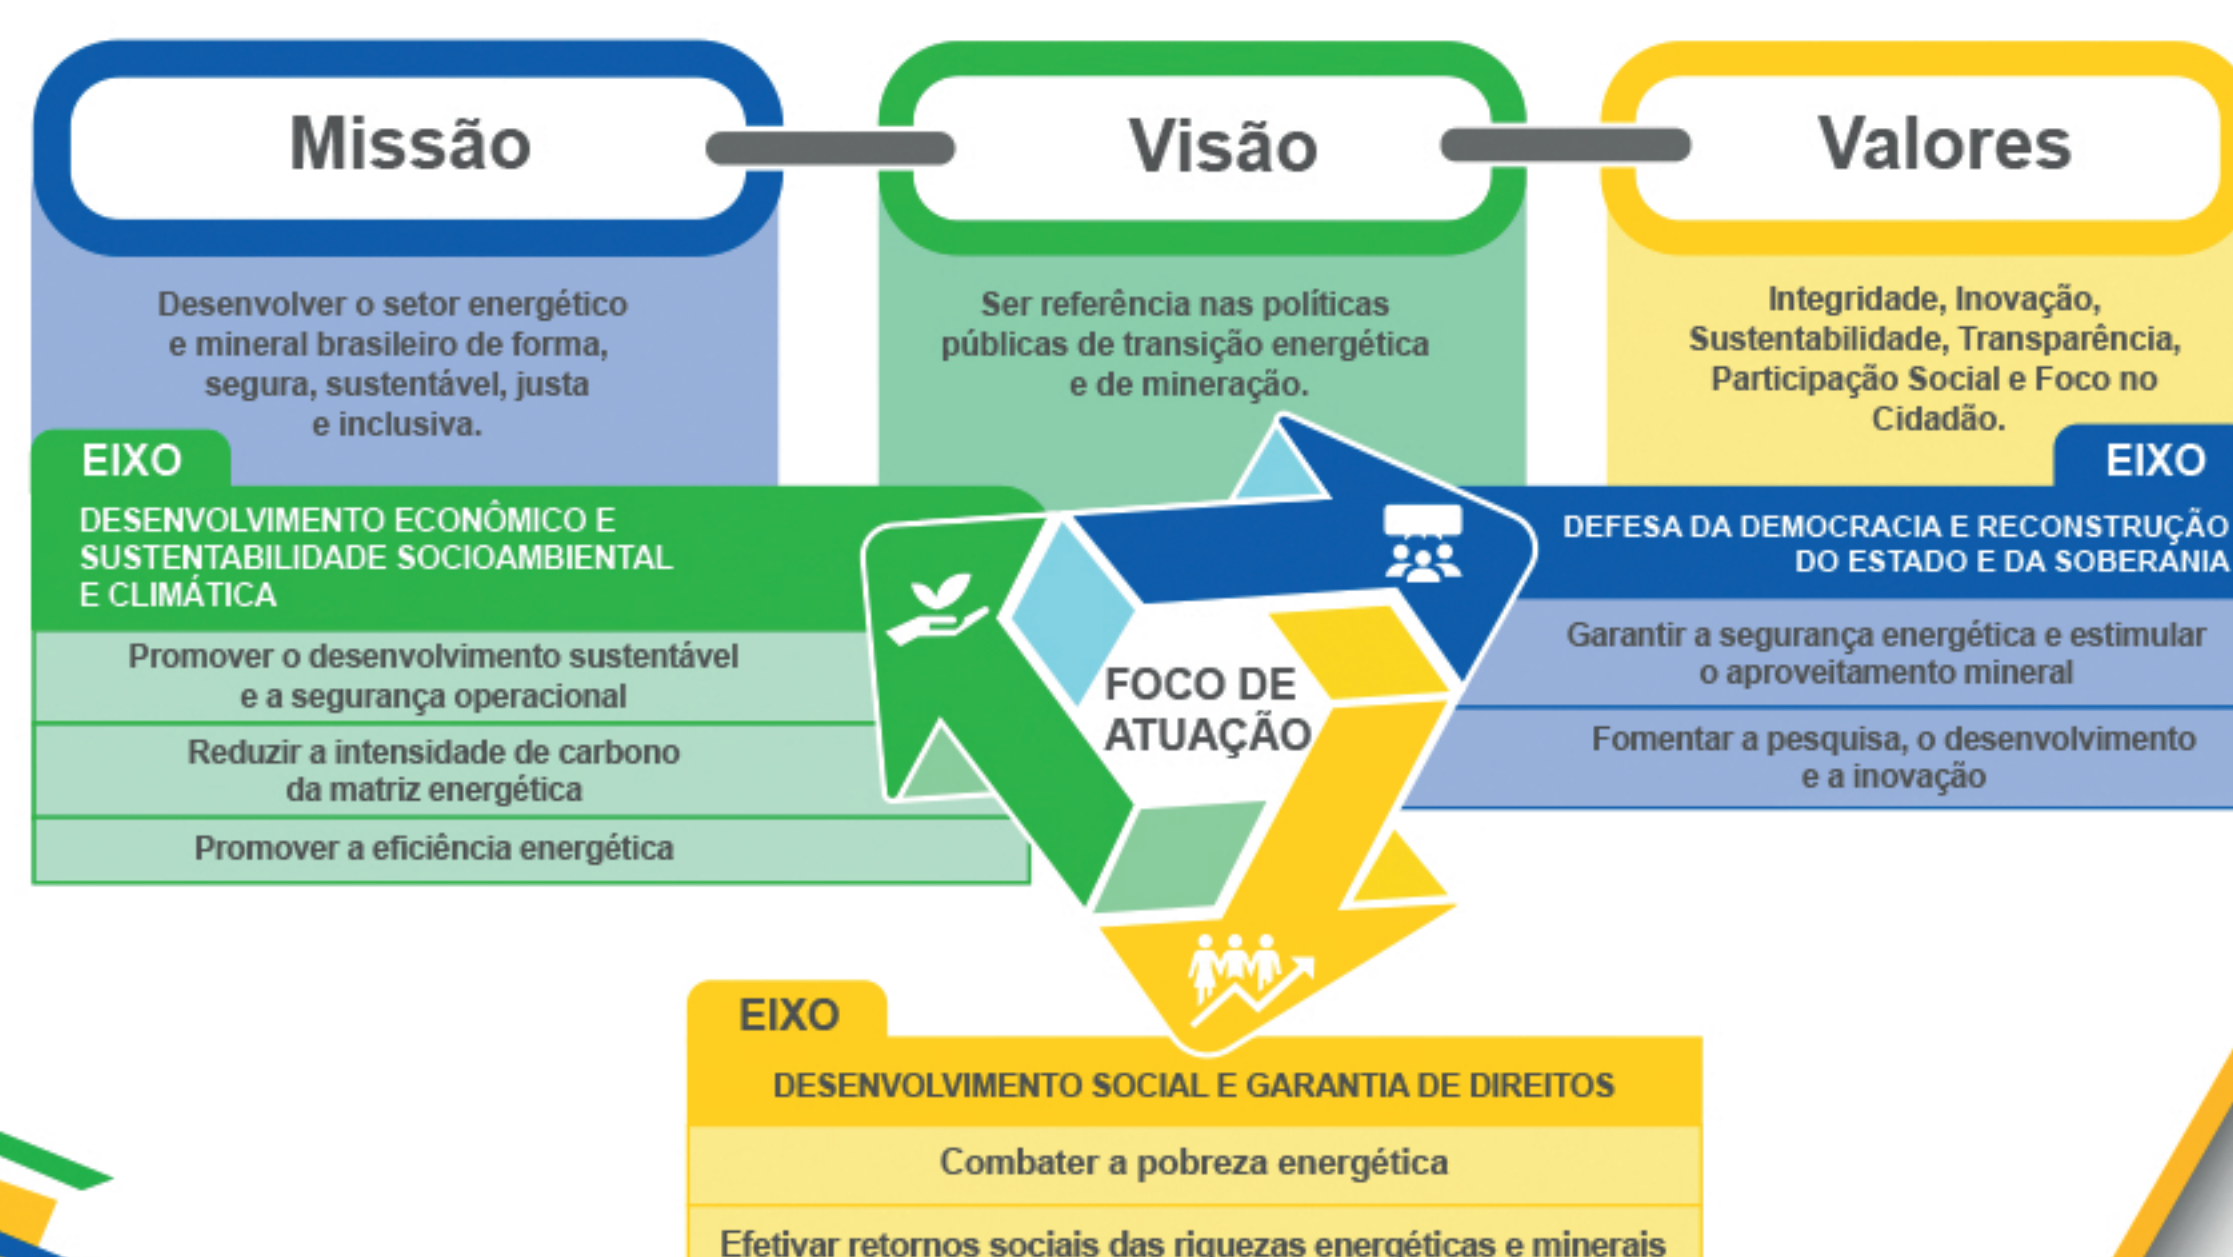 Missão
Desenvolver o setor energético
e mineral brasileiro de forma,
segura, sustentável, justa
e inclusiva.
Visão
Ser referência nas políticas
públicas de transição energética
e de mineração.
Valores
Integridade, Inovação,
Sustentabilidade, Transparência,
Participação Social e Foco no
Cidadão.
EIXO
DESENVOLVIMENTO ECONÔMICO E
SUSTENTABILIDADE SOCIOAMBIENTAL
E CLIMÁTICA
Promover o desenvolvimento sustentável
e a segurança operacional
Reduzir a intensidade de carbono
da matriz energética
Promover a eficiência energética
FOCO DE
ATUAÇÃO
EIXO
DEFESA DA DEMOCRACIA E RECONSTRUÇÃO
DO ESTADO E DA SOBERANIA
Garantir a segurança energética e estimular
o aproveitamento mineral
Fomentar a pesquisa, o desenvolvimento
e a inovação
EIXO
DESENVOLVIMENTO SOCIAL E GARANTIA DE DIREITOS
Combater a pobreza energética
Efetivar retornos sociais das riquezas energéticas e minerais